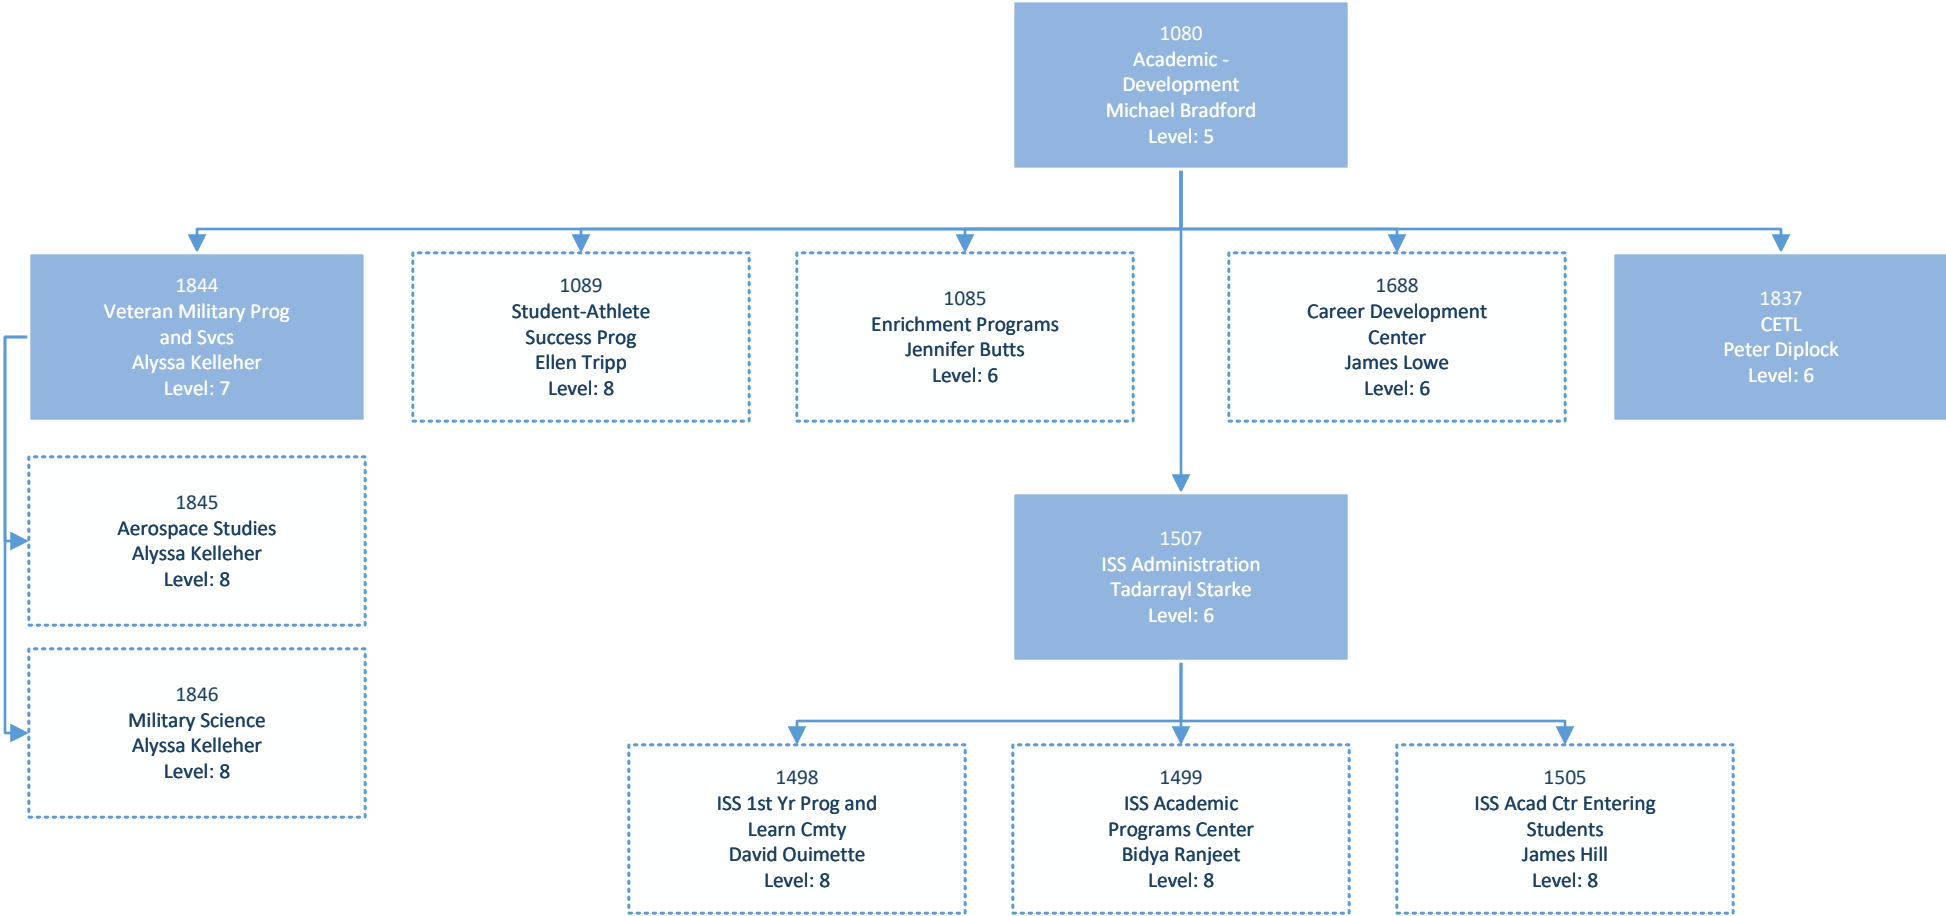 1080
Academic -
Development
Michael Bradford
Level: 5
1844
Veteran Military Prog
and Svcs
Alyssa Kelleher
Level: 7
1089
Student-Athlete
Success Prog
Ellen Tripp
Level: 8
1085
Enrichment Programs
Jennifer Butts
Level: 6
1688
Career Development
Center
James Lowe
Level: 6
1837
CETL
Peter Diplock
Level: 6
1845
Aerospace Studies
Alyssa Kelleher
Level: 8
1507
ISS Administration
Tadarrayl Starke
Level: 6
1846
Military Science
Alyssa Kelleher
Level: 8
1498
ISS 1st Yr Prog and
Learn Cmty
David Ouimette
Level: 8
1499
ISS Academic
Programs Center
Bidya Ranjeet
Level: 8
1505
ISS Acad Ctr Entering
Students
James Hill
Level: 8